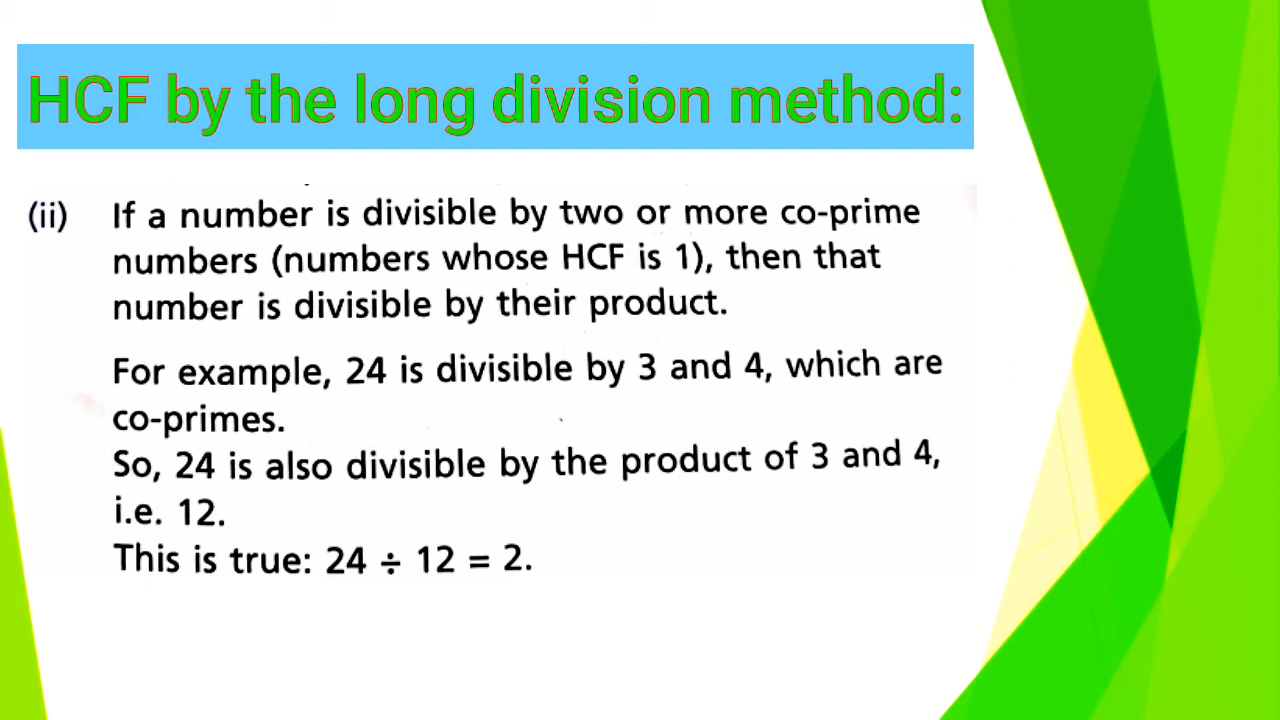 HCF by the long division method:
(ii) If a number is divisible by two or more co-prime
numbers (numbers whose HCF is 1), then that
number is divisible by their product.
For example, 24 is divisible by 3 and 4, which are
co-primes.
So, 24 is also divisible by the product of 3 and 4,
i.e. 12.
This is true: 24 ÷ 12 = 2.